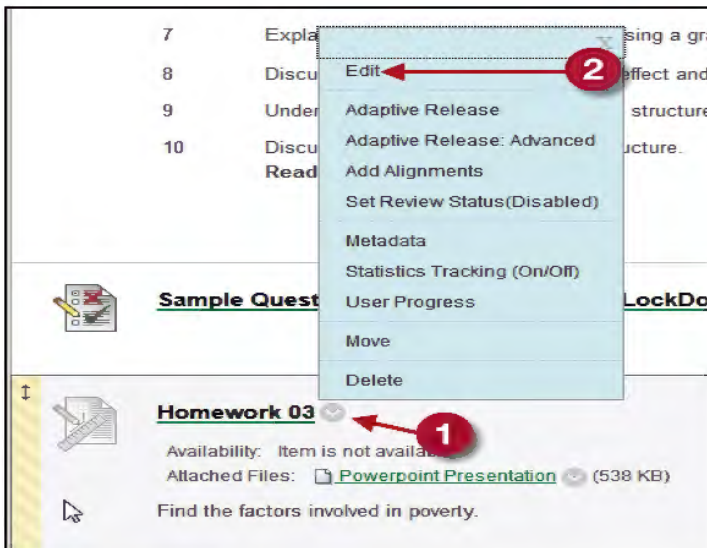 7 Expla sing a gra
Edit 2
8 Discu effect and
9 Under Adaptive Release structure
Adaptive Release: Advanced
10 Discu ucture.
Read Add Alignments
Set Review Status(Disabled)
Metadata
Statistics Tracking (On/Off)
Sample Quest User Progress LockDo
Move
Delete
Homework 03 1
Availability: Item is not availa
Attached Files: Powerpoint Presentation (538 KB)
Find the factors involved in poverty.